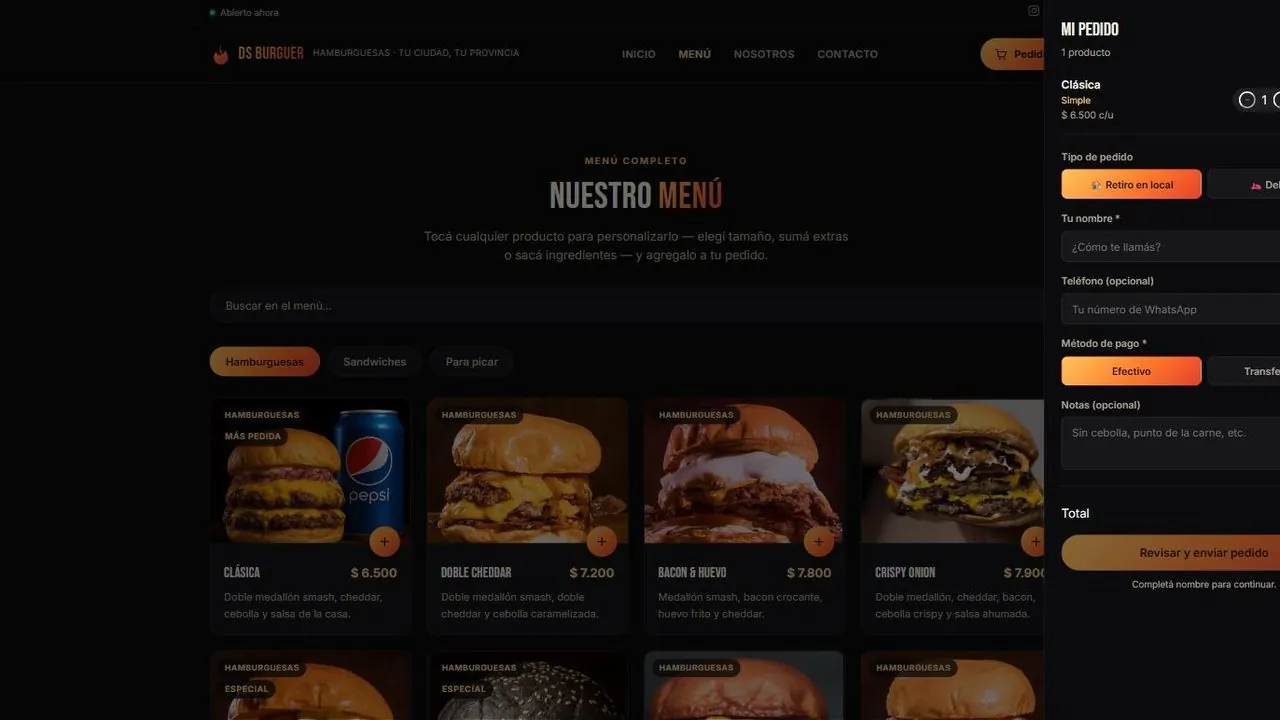 Abierto ahora
DS BURGUER
HAMBURGUESAS · TU CIUDAD, TU PROVINCIA
INICIO
MENÚ
NOSOTROS
CONTACTO
MENÚ COMPLETO
NUESTRO MENÚ
Tocá cualquier producto para personalizarlo — elegí tamaño, sumá extras
o sacá ingredientes — y agregalo a tu pedido.
Buscar en el menú...
Hamburguesas
Sandwiches
Para picar
HAMBURGUESAS
MÁS PEDIDA
pepsi
CLÁSICA
$ 6.500
Doble medallón smash, cheddar,
cebolla y salsa de la casa.
HAMBURGUESAS
DOBLE CHEDDAR
$ 7.200
Doble medallón smash, doble
cheddar y cebolla caramelizada.
HAMBURGUESAS
BACON & HUEVO
$ 7.800
Medallón smash, bacon crocante,
huevo frito y cheddar.
HAMBURGUESAS
CRISPY ONION
$ 7.900
Doble medallón, cheddar, bacon,
cebolla crispy y salsa ahumada.
HAMBURGUESAS
ESPECIAL
HAMBURGUESAS
ESPECIAL
HAMBURGUESAS
HAMBURGUESAS
MI PEDIDO
1 producto
Clásica
Simple
$ 6.500 c/u
1
Tipo de pedido
Retiro en local
Tu nombre *
¿Cómo te llamás?
Teléfono (opcional)
Tu número de WhatsApp
Método de pago *
Efectivo
Transfe
Notas (opcional)
Sin cebolla, punto de la carne, etc.
Total
Revisar y enviar pedido
Completá nombre para continuar.